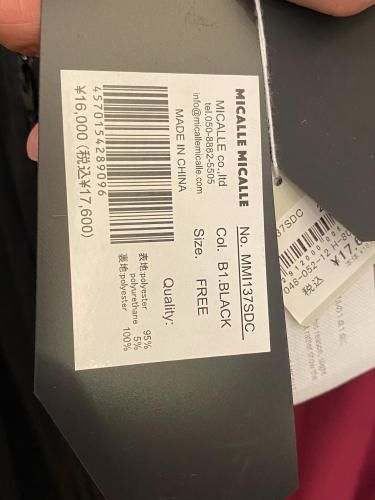 MICALLE MICALLE
MICALLE co.,ltd
tel.050-8882-5505
info@micallemicalle.com
MADE IN CHINA
4570154289096
¥16,000(税込¥17,600)
No. MM137SDC
Col. B1.BLACK
Size. FREE
Quality:
表地:polyester 95%
polyurethane 5%
裏地:polyester 100%
37SDC
税込